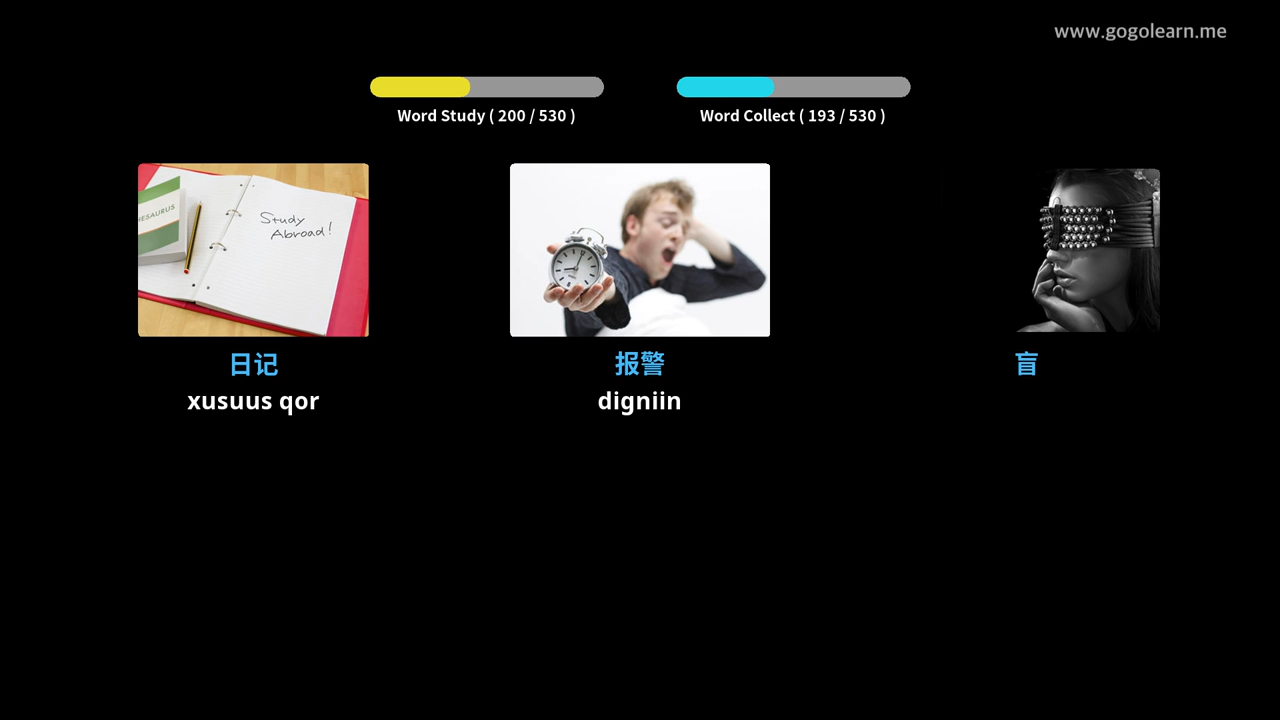 www.gogolearn.me
Word Study ( 200 / 530 )
Word Collect ( 193 / 530 )
HESAURUS
Study
Abroad!
日记
报警
盲
xusuus qor
digniin